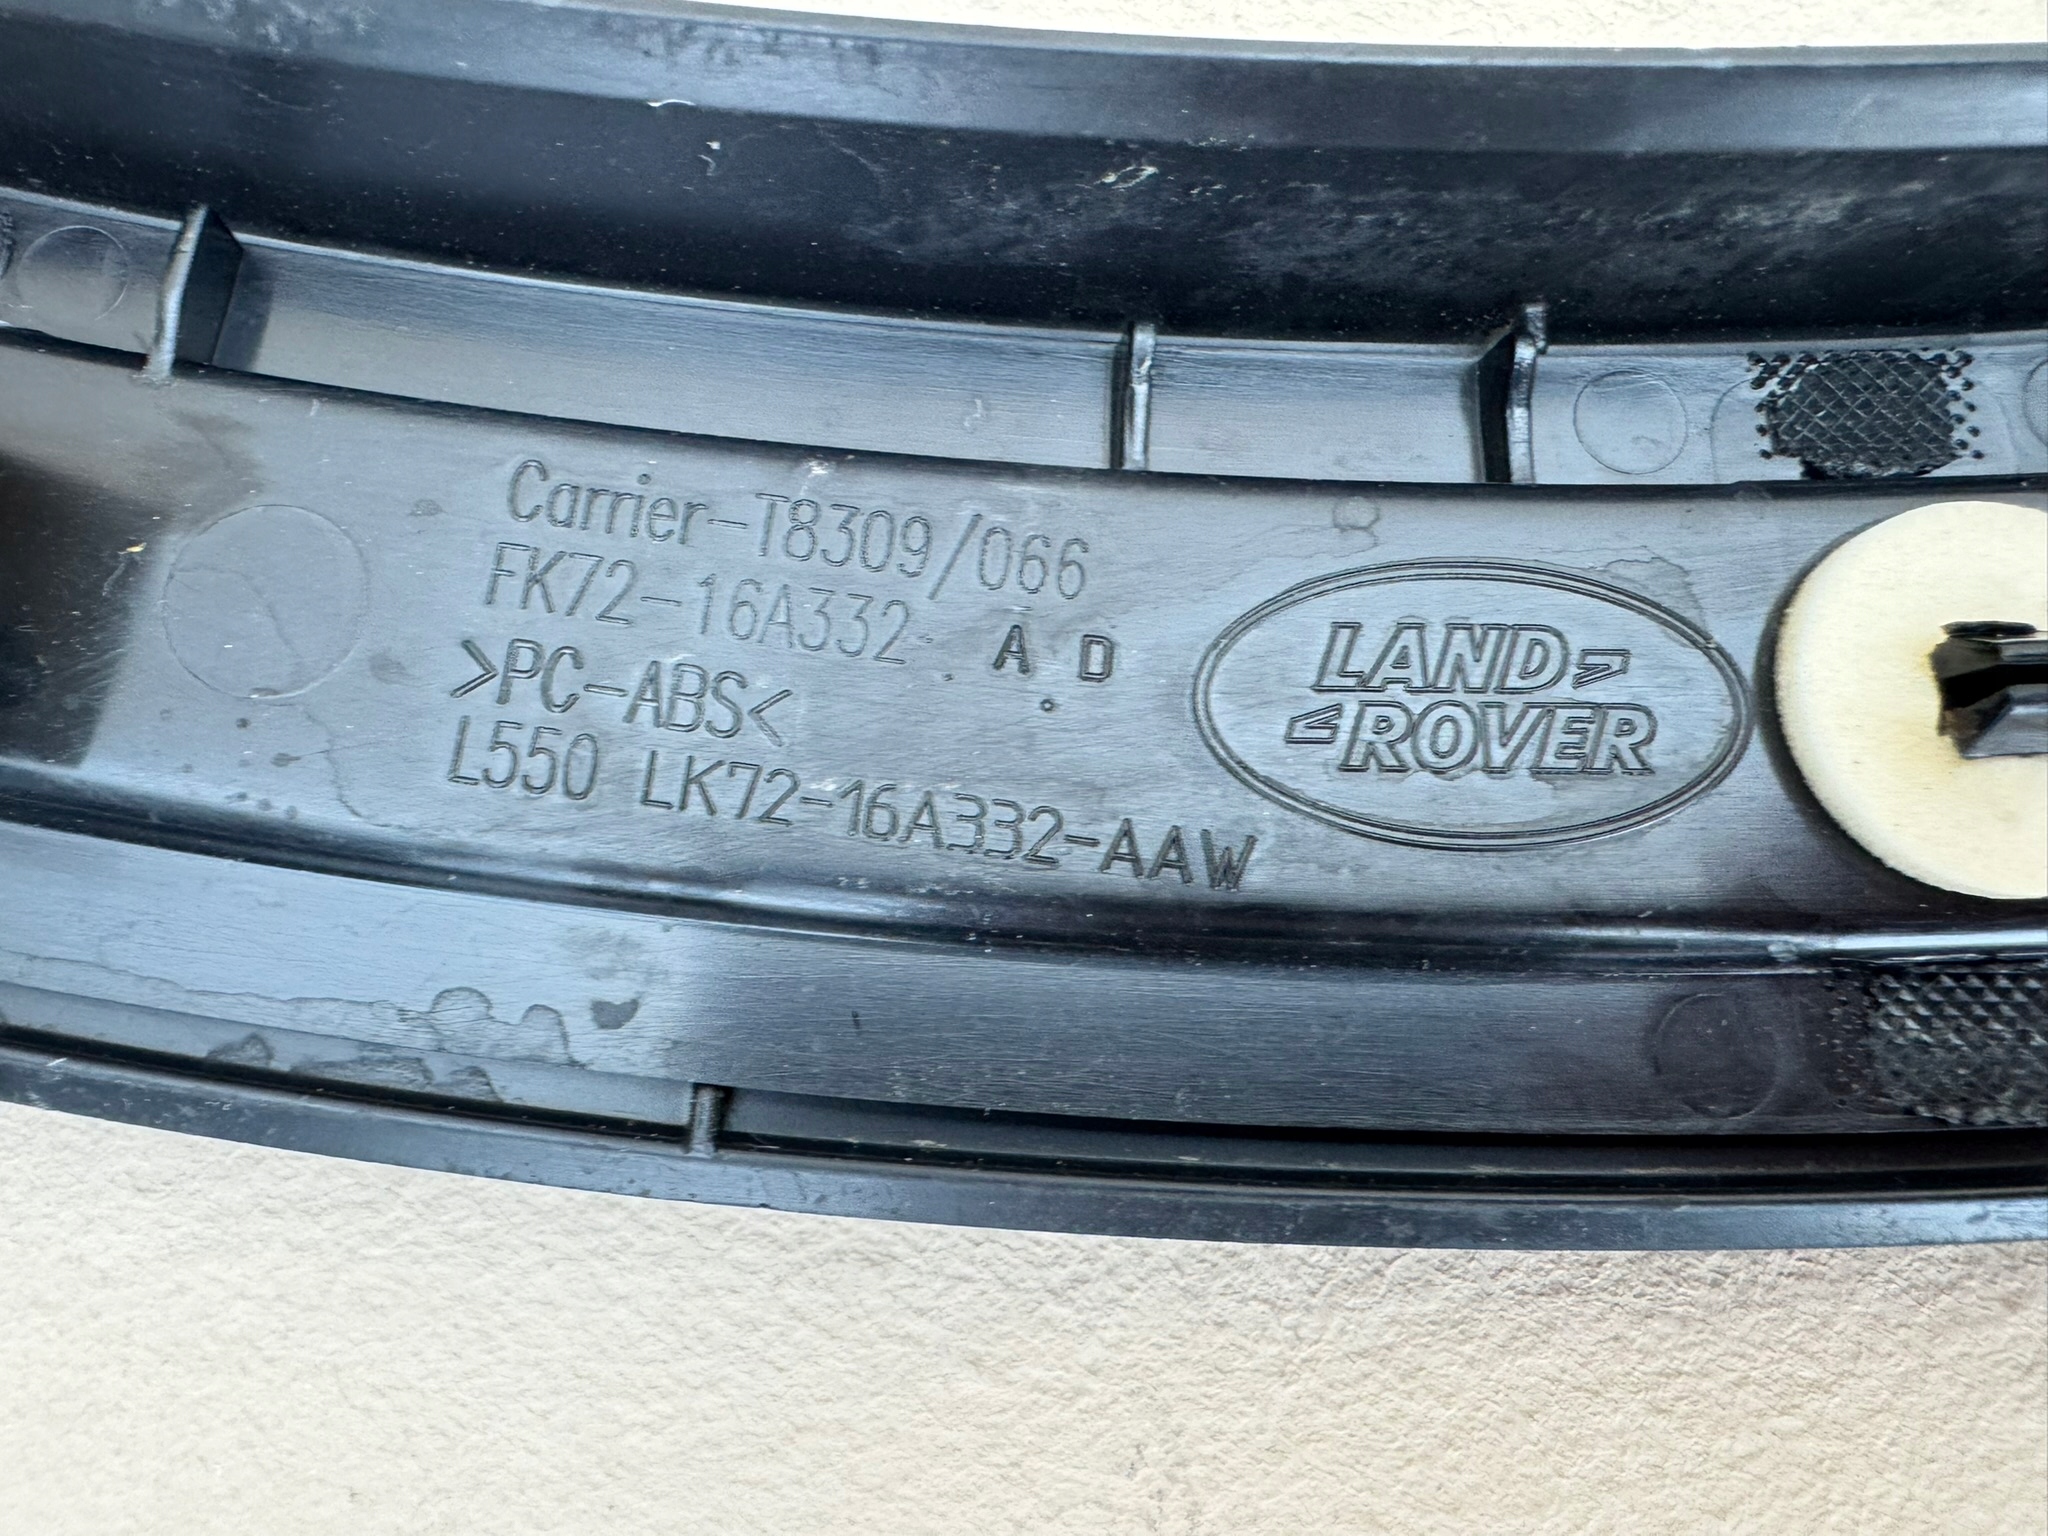 Carrier-T8309/066
FK72-16A332- A D
>PC-ABS<
L550 LK72-16A332-AAW
LAND
ROVER